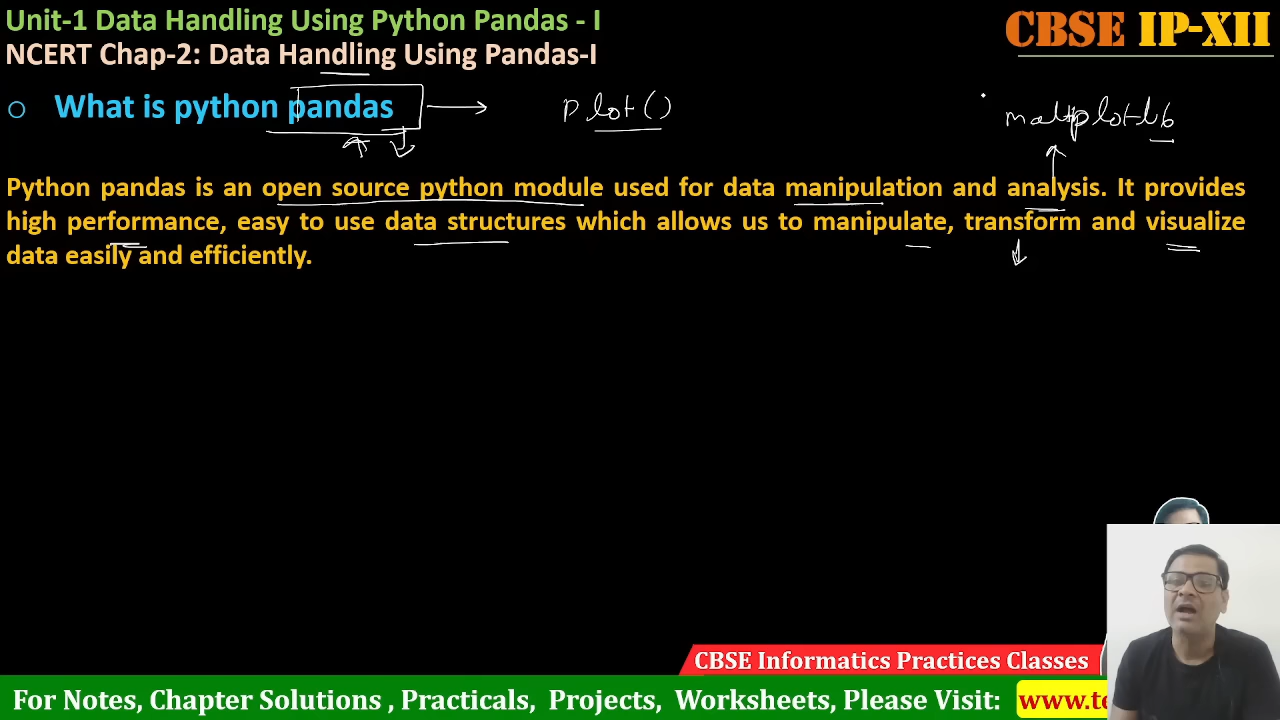 Unit-1 Data Handling Using Python Pandas - I
CBSE IP-XII
NCERT Chap-2: Data Handling Using Pandas-I
What is python pandas
plot()
matplotlib
Python pandas is an open source python module used for data manipulation and analysis. It provides
high performance, easy to use data structures which allows us to manipulate, transform and visualize
data easily and efficiently.
CBSE Informatics Practices Classes
For Notes, Chapter Solutions , Practicals, Projects, Worksheets, Please Visit: